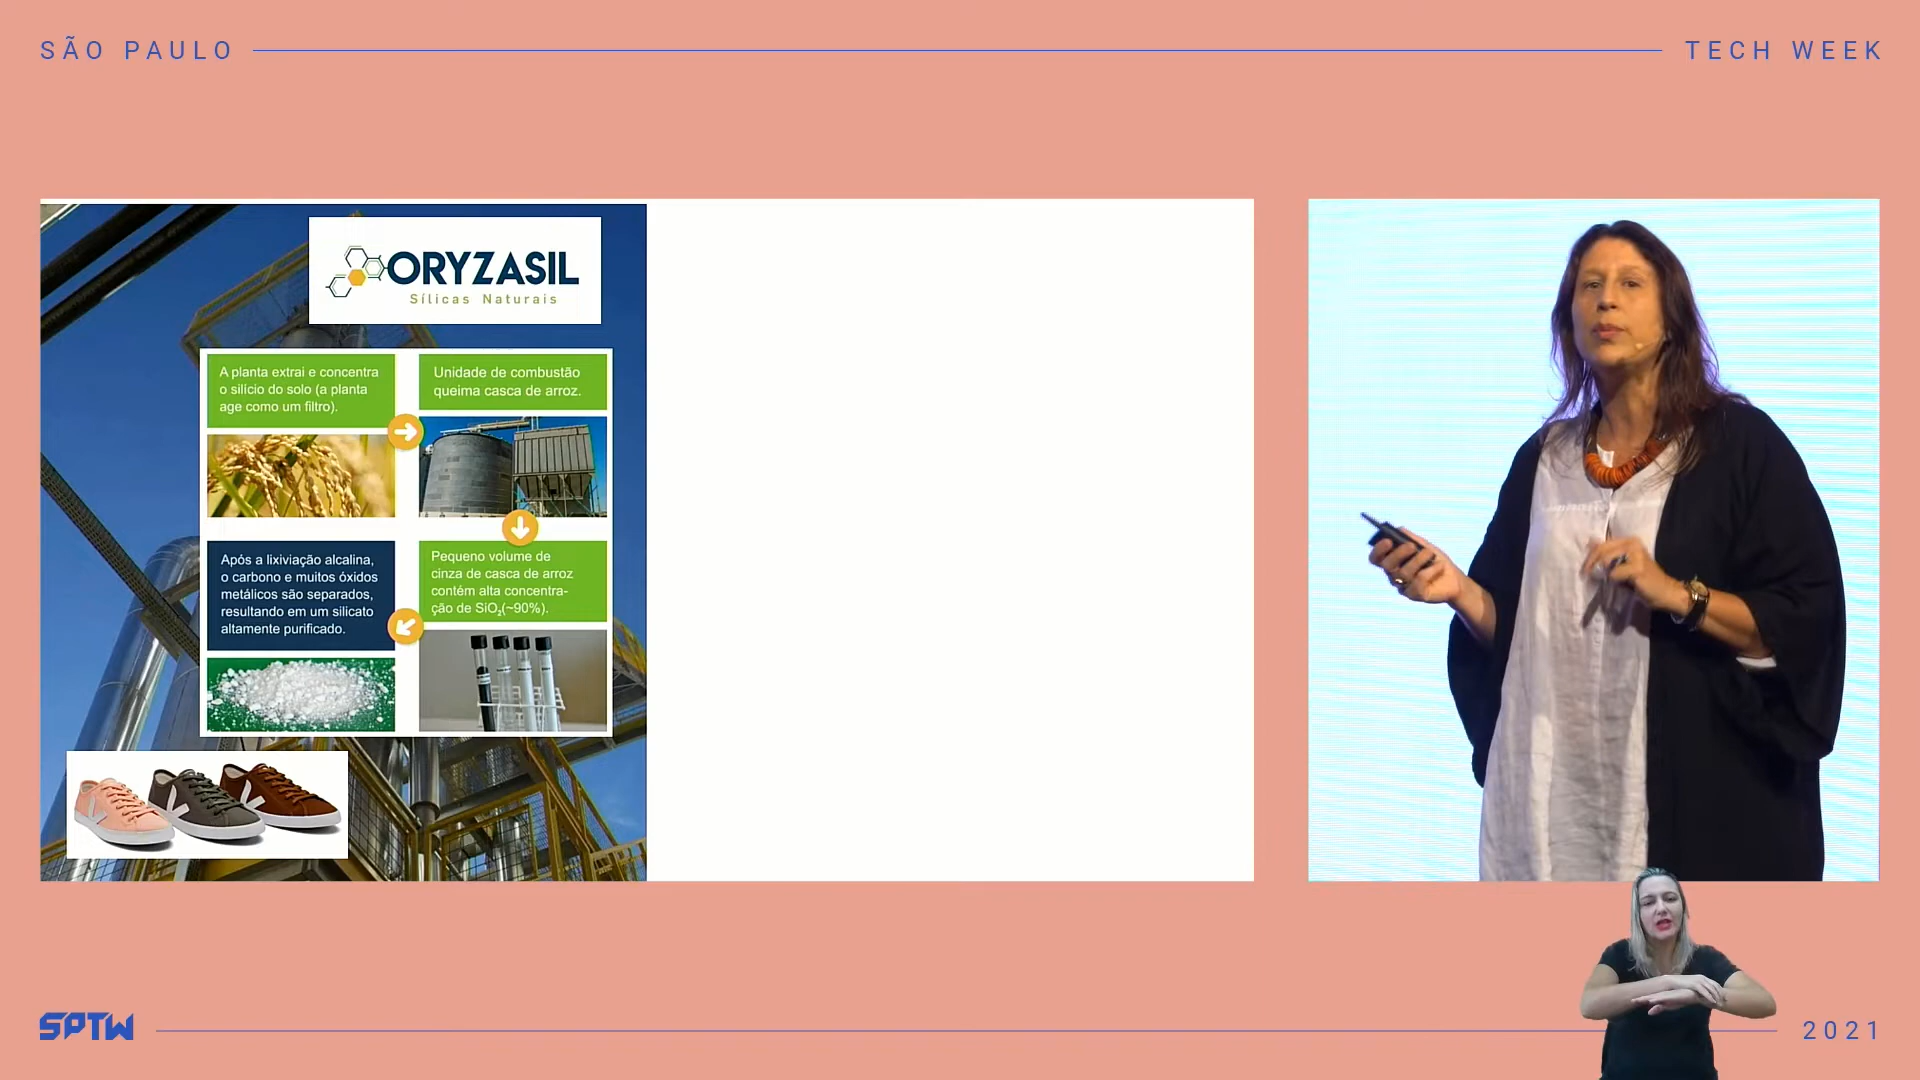 SÃO PAULO
TECH WEEK
ORYZASIL
Sílicas Naturais
A planta extrai e concentra
o silício do solo (a planta
age como um filtro).
Unidade de combustão
queima casca de arroz.
Pequeno volume de
cinza de casca de arroz
contém alta concentra-
ção de SiO₂(~90%).
Após a lixiviação alcalina,
o carbono e muitos óxidos
metálicos são separados,
resultando em um silicato
altamente purificado.
SPTW
2021